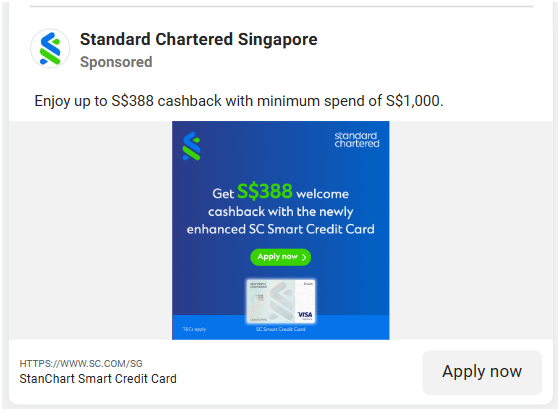 Standard Chartered Singapore
Sponsored
Enjoy up to S$388 cashback with minimum spend of S$1,000.
standard
chartered
Get S$388 welcome
cashback with the newly
enhanced SC Smart Credit Card
Apply now
VISA
T&Cs apply.
SC Smart Credit Card
HTTPS://WWW.SC.COM/SG
StanChart Smart Credit Card
Apply now